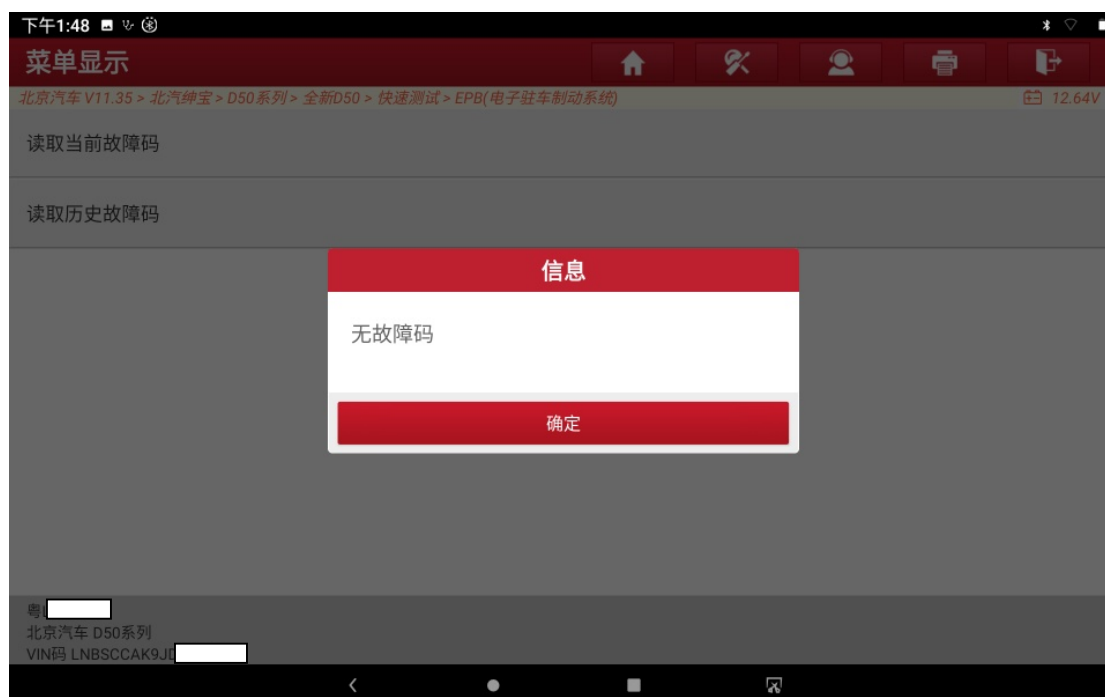 下午1:48
菜单显示
北京汽车 V11.35 > 北汽绅宝 > D50系列 > 全新D50 > 快速测试 > EPB(电子驻车制动系统)
12.64V
读取当前故障码
读取历史故障码
信息
无故障码
确定
粤
北京汽车 D50系列
VIN码 LNBSCCAK9J